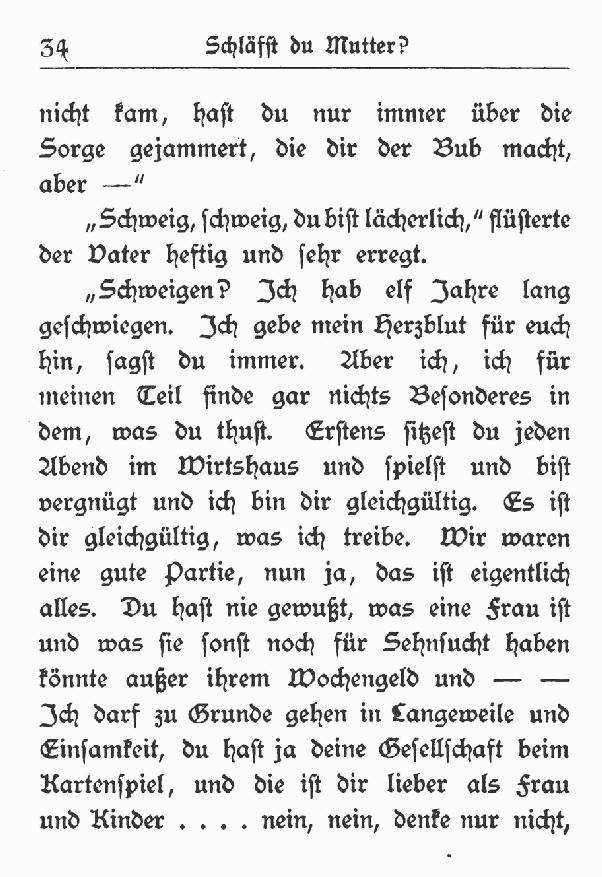 34 Schläfst du Mutter?
nicht kam, hast du nur immer über die
Sorge gejammert, die dir der Bub macht,
aber —“
„Schweig, schweig, du bist lächerlich,“ flüsterte
der Vater heftig und sehr erregt.
„Schweigen? Ich hab elf Jahre lang
geschwiegen. Ich gebe mein Herzblut für euch
hin, sagst du immer. Aber ich, ich für
meinen Teil finde gar nichts Besonderes in
dem, was du thust. Erstens sitzest du jeden
Abend im Wirtshaus und spielst und bist
vergnügt und ich bin dir gleichgültig. Es ist
dir gleichgültig, was ich treibe. Wir waren
eine gute Partie, nun ja, das ist eigentlich
alles. Du hast nie gewußt, was eine Frau ist
und was sie sonst noch für Sehnsucht haben
könnte außer ihrem Wochengeld und — —
Ich darf zu Grunde gehen in Langeweile und
Einsamkeit, du hast ja deine Gesellschaft beim
Kartenspiel, und die ist dir lieber als Frau
und Kinder . . . . nein, nein, denke nur nicht,